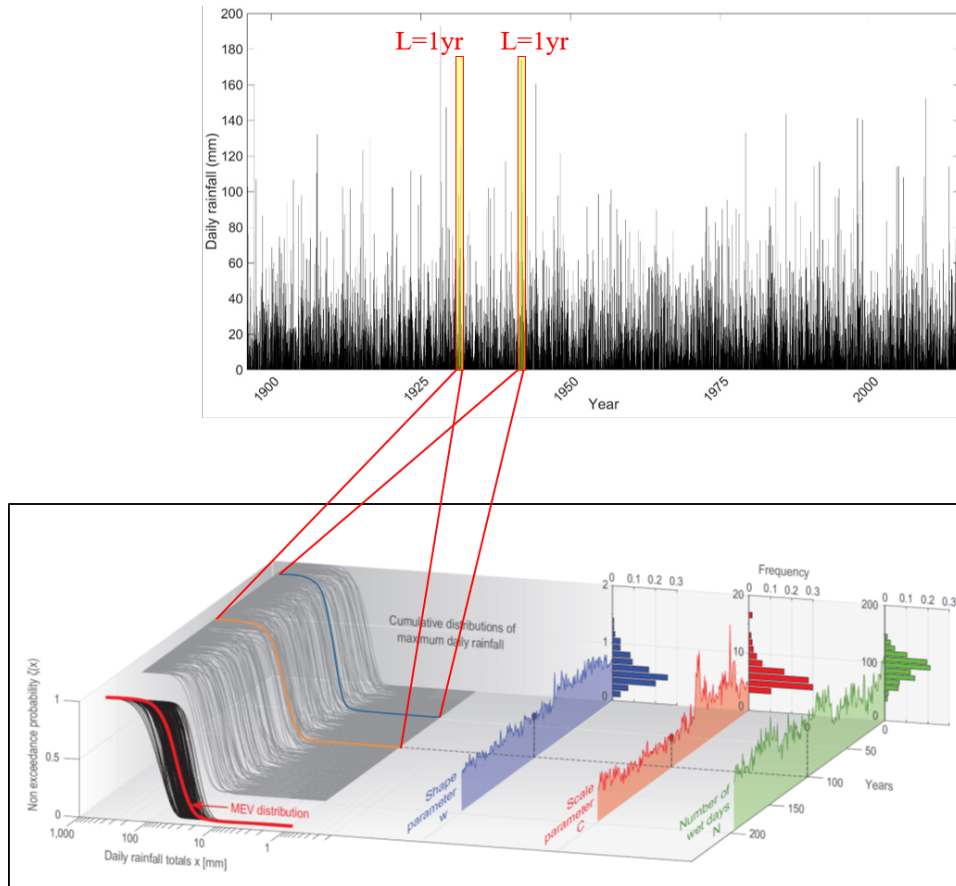 200
180
160
140
120
100
80
60
40
20
0
Daily rainfall (mm)
L=1yr
L=1yr
1900
1925
1950
1975
2000
Year
Cumulative distributions of
maximum daily rainfall
Frequency
0 0.1 0.2 0.3
0 0.1 0.2 0.3
0 0.1 0.2 0.3
2
1
0
20
10
0
200
100
0
0
50
100
150
200
Years
Non exceedance probability ζ(x)
1
0.5
0
MEV distribution
1,000
100
10
1
Daily rainfall totals x [mm]
Shape
parameter
w
Scale
parameter
C
Number of
wet days
N